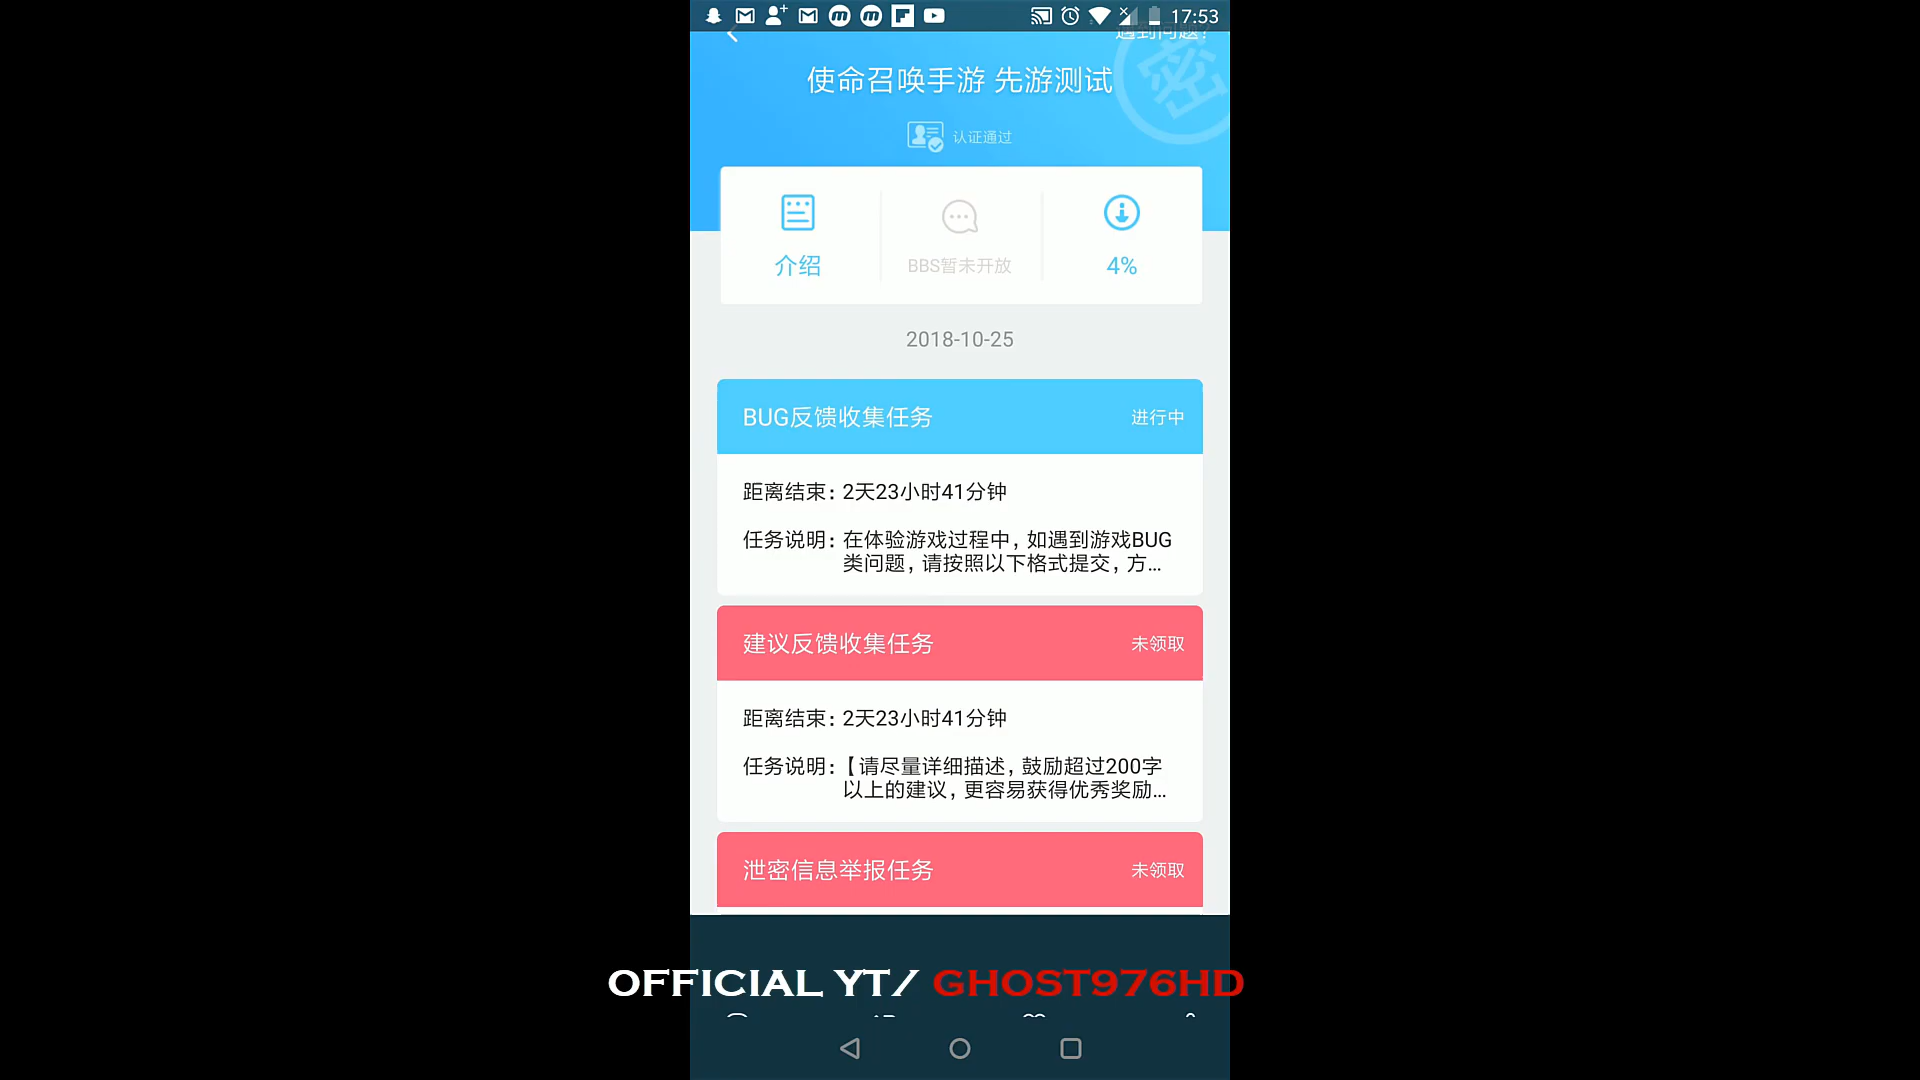 17:53
遇到问题?
使命召唤手游 先游测试
密
认证通过
介绍
BBS暂未开放
4%
2018-10-25
BUG反馈收集任务
进行中
距离结束: 2天23小时41分钟
任务说明: 在体验游戏过程中, 如遇到游戏BUG
类问题, 请按照以下格式提交, 方...
建议反馈收集任务
未领取
距离结束: 2天23小时41分钟
任务说明: 【请尽量详细描述, 鼓励超过200字
以上的建议, 更容易获得优秀奖励...
泄密信息举报任务
未领取
OFFICIAL YT/ GHOST976HD